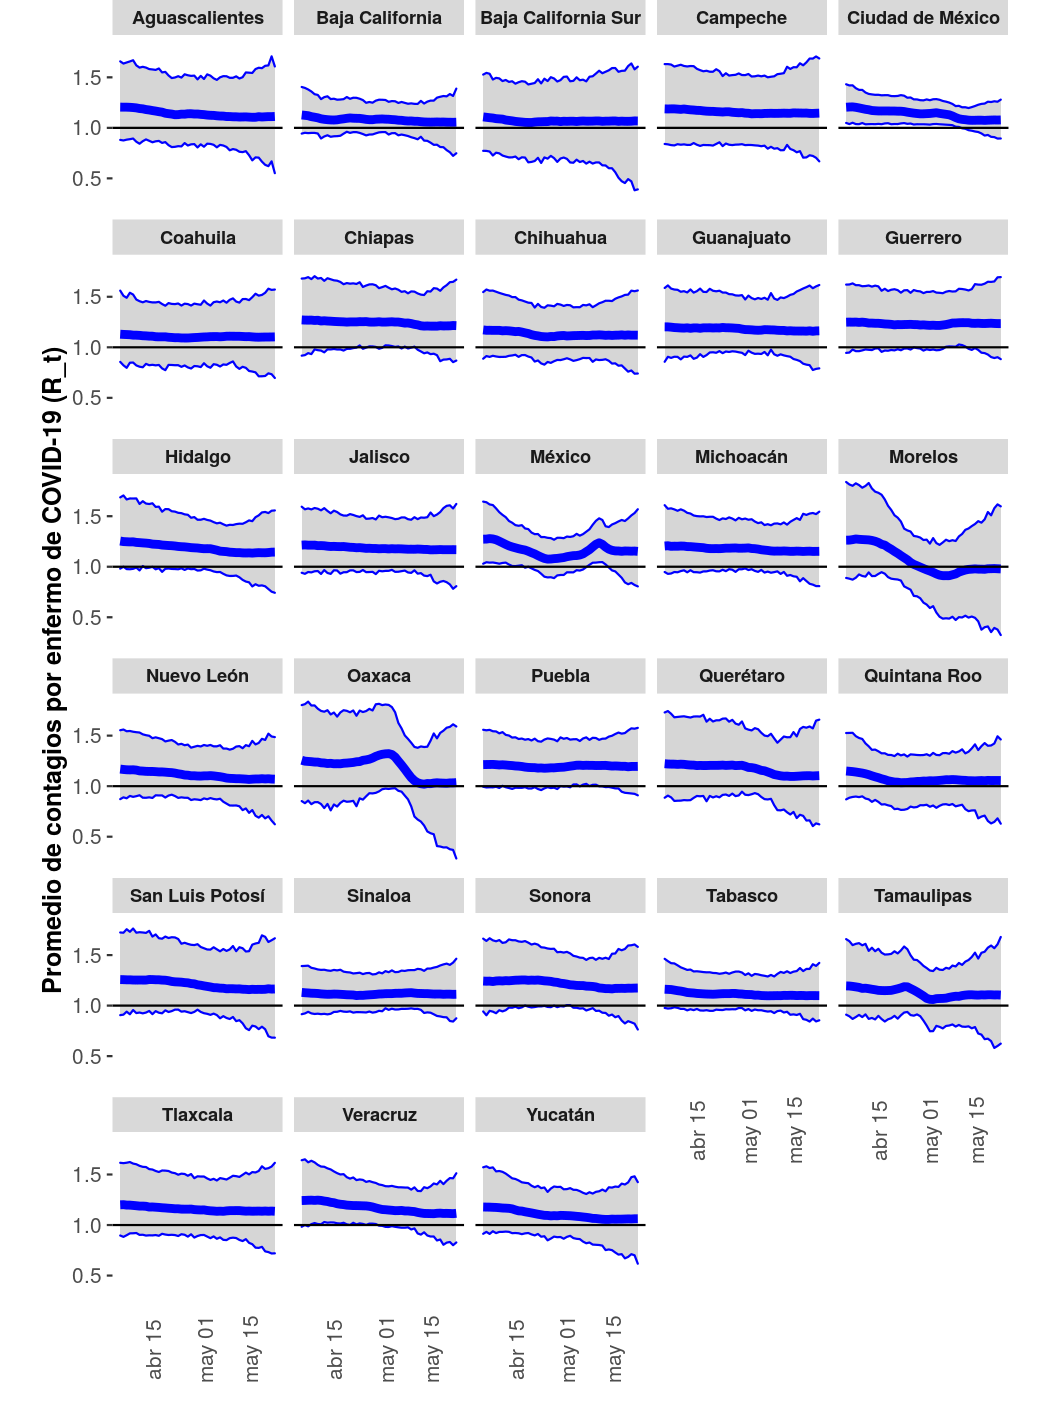 Aguascalientes Baja California Baja California Sur Campeche Ciudad de México
1.5
1.0
0.5
Coahuila Chiapas Chihuahua Guanajuato Guerrero
1.5
1.0
0.5
Hidalgo Jalisco México Michoacán Morelos
1.5
1.0
0.5
Nuevo León Oaxaca Puebla Querétaro Quintana Roo
1.5
1.0
0.5
San Luis Potosí Sinaloa Sonora Tabasco Tamaulipas
1.5
1.0
0.5
abr 15 may 01 may 15 abr 15 may 01 may 15
Tlaxcala Veracruz Yucatán
1.5
1.0
0.5
abr 15 may 01 may 15 abr 15 may 01 may 15 abr 15 may 01 may 15
Promedio de contagios por enfermo de COVID-19 (R_t)